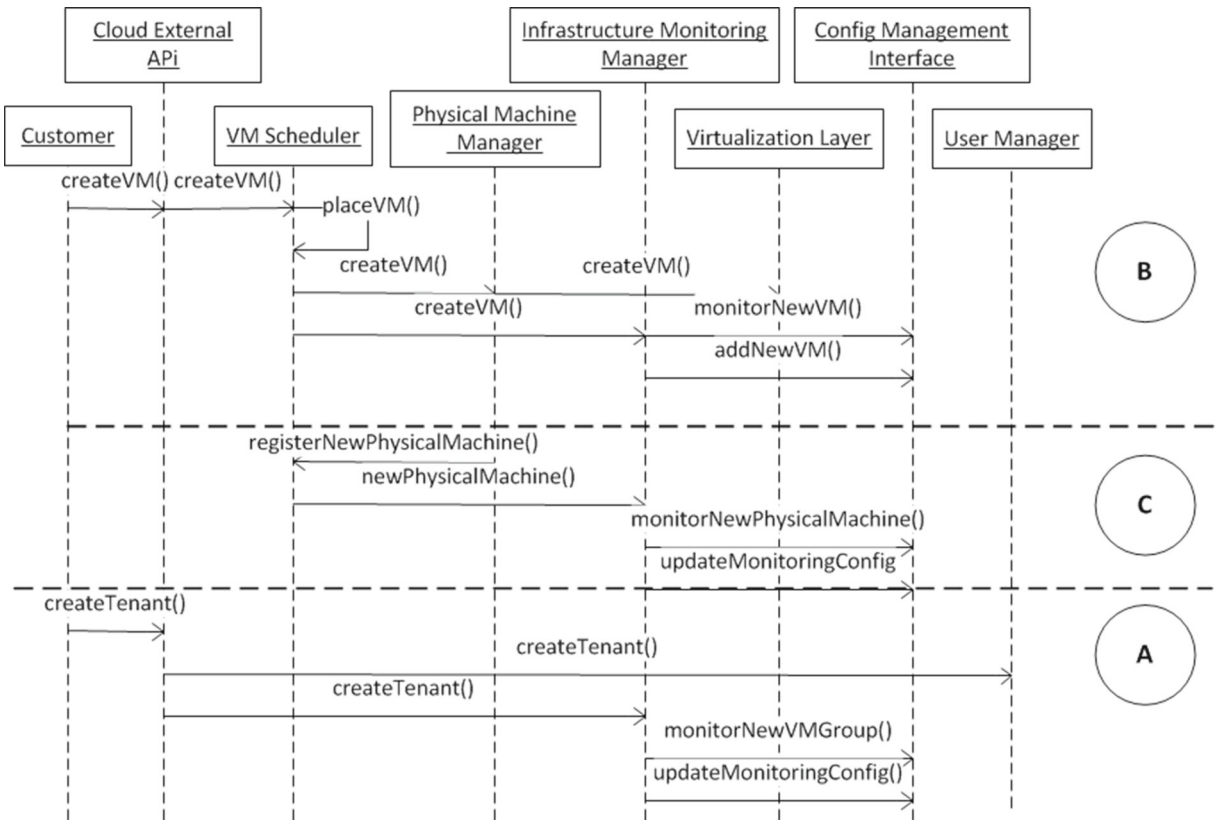 Cloud External
APi
Infrastructure Monitoring
Manager
Config Management
Interface
Customer
VM Scheduler
Physical Machine
Manager
Virtualization Layer
User Manager
createVM()
createVM()
placeVM()
createVM()
createVM()
createVM()
monitorNewVM()
addNewVM()
B
registerNewPhysicalMachine()
newPhysicalMachine()
monitorNewPhysicalMachine()
updateMonitoringConfig
C
createTenant()
createTenant()
createTenant()
monitorNewVMGroup()
updateMonitoringConfig()
A